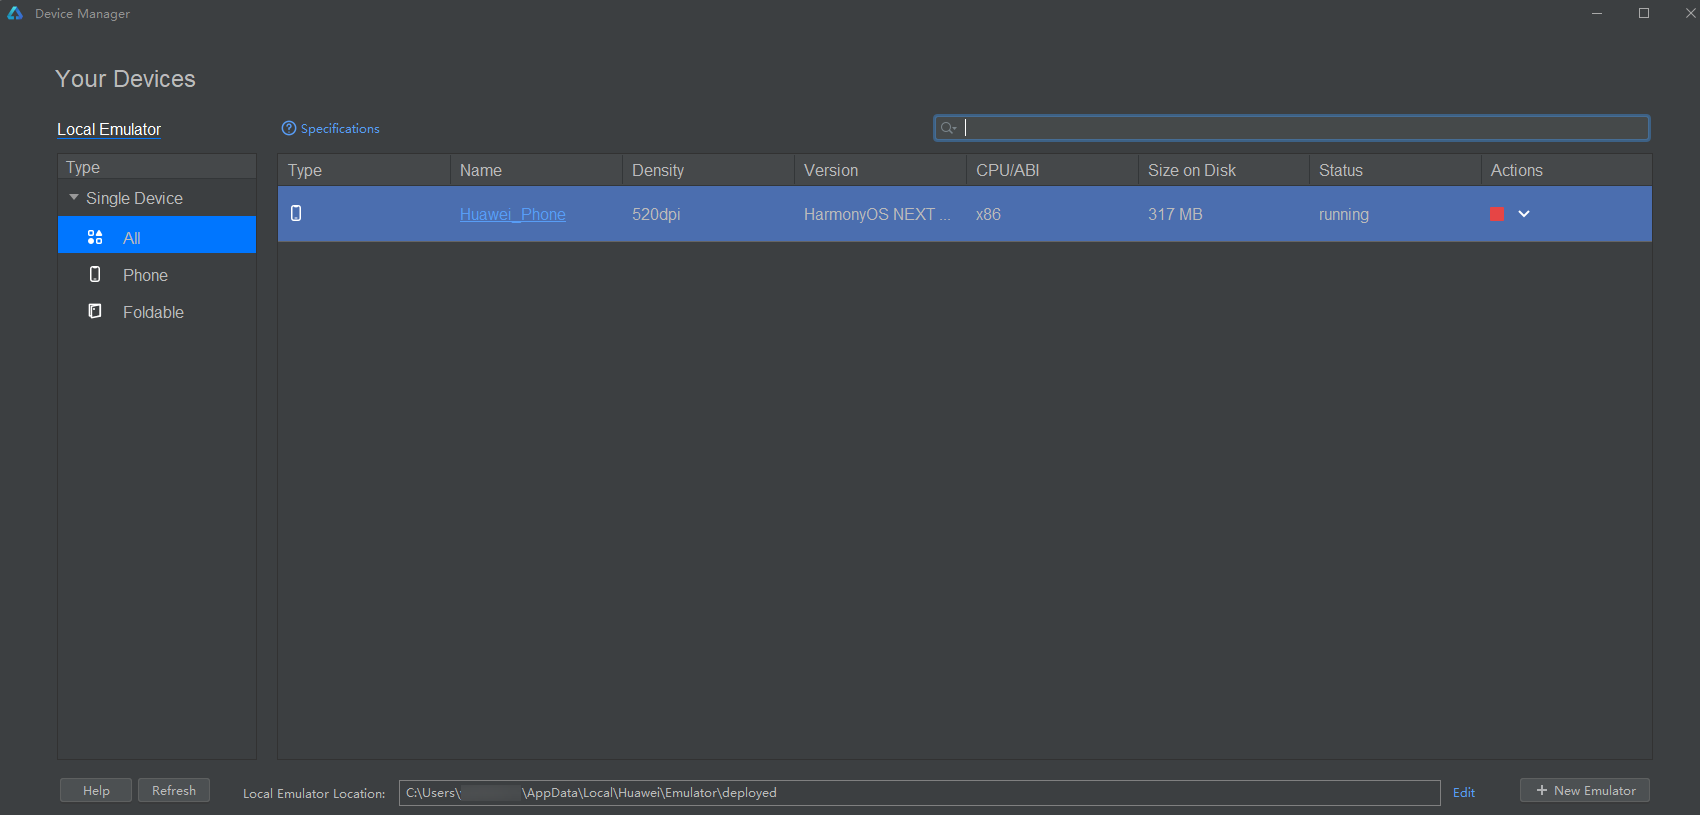 Device Manager
Your Devices
Local Emulator
Specifications
Type
Single Device
All
Phone
Foldable
Type Name Density Version CPU/ABI Size on Disk Status Actions
Huawei_Phone 520dpi HarmonyOS NEXT ... x86 317 MB running
Help Refresh Local Emulator Location: C:\Users\ \AppData\Local\Huawei\Emulator\deployed Edit + New Emulator